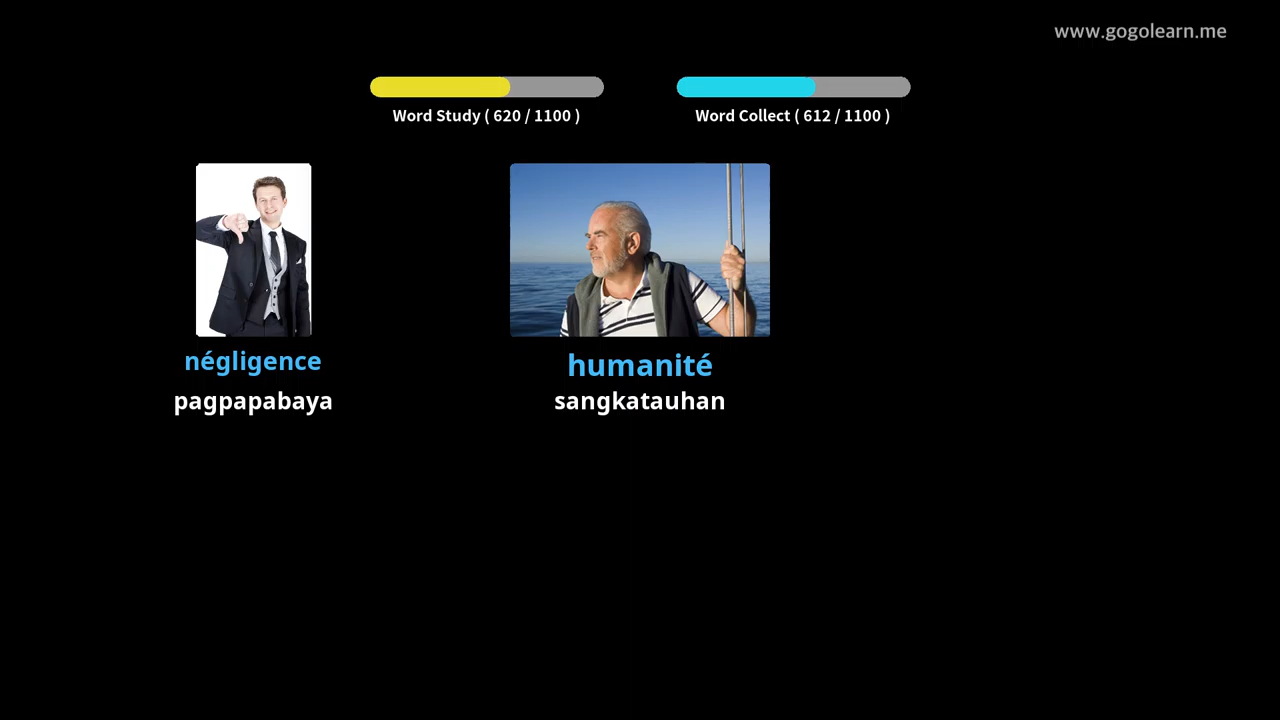 www.gogolearn.me
Word Study ( 620 / 1100 )
Word Collect ( 612 / 1100 )
négligence
pagpapabaya
humanité
sangkatauhan